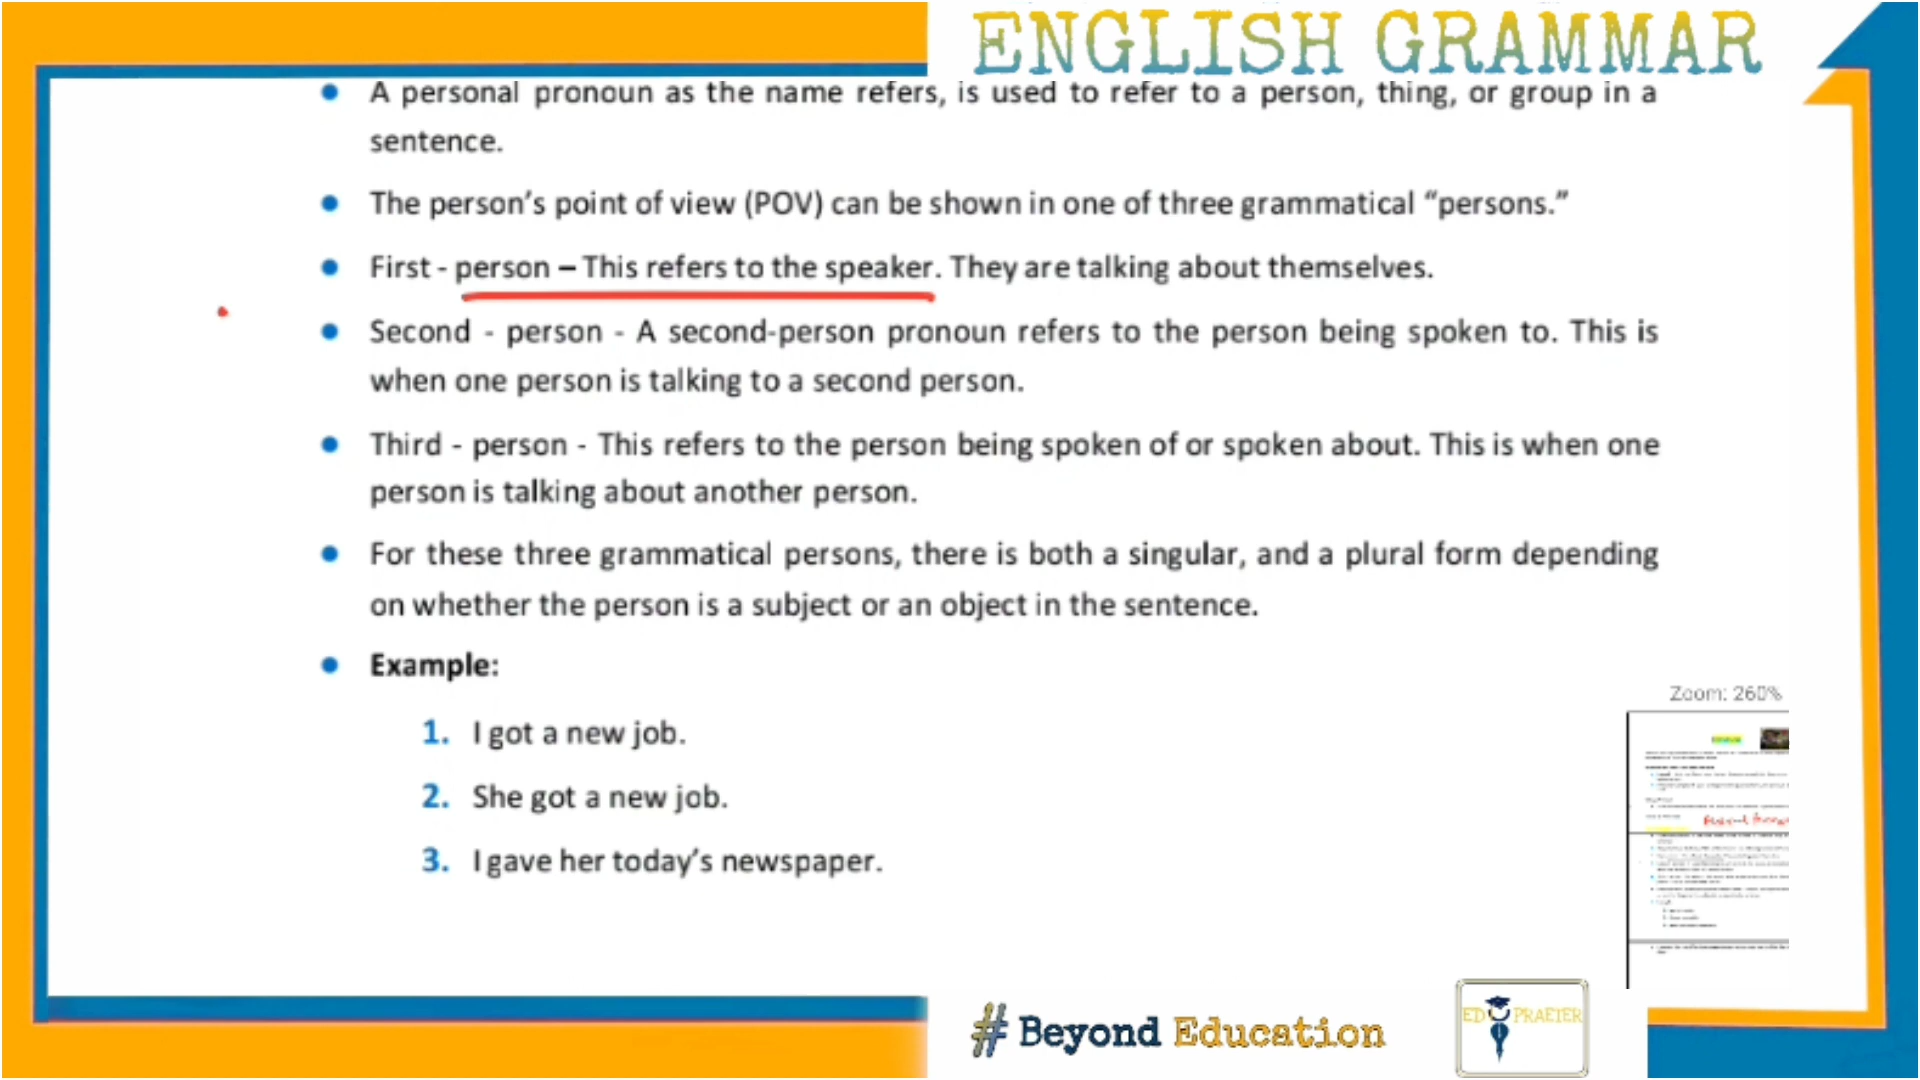 ENGLISH GRAMMAR
• A personal pronoun as the name refers, is used to refer to a person, thing, or group in a
sentence.
• The person’s point of view (POV) can be shown in one of three grammatical “persons.”
• First - person – This refers to the speaker. They are talking about themselves.
• Second - person - A second-person pronoun refers to the person being spoken to. This is
when one person is talking to a second person.
• Third - person - This refers to the person being spoken of or spoken about. This is when one
person is talking about another person.
• For these three grammatical persons, there is both a singular, and a plural form depending
on whether the person is a subject or an object in the sentence.
• Example:
1. I got a new job.
2. She got a new job.
3. I gave her today’s newspaper.
Zoom: 260%
# Beyond Education
ED PRAETER